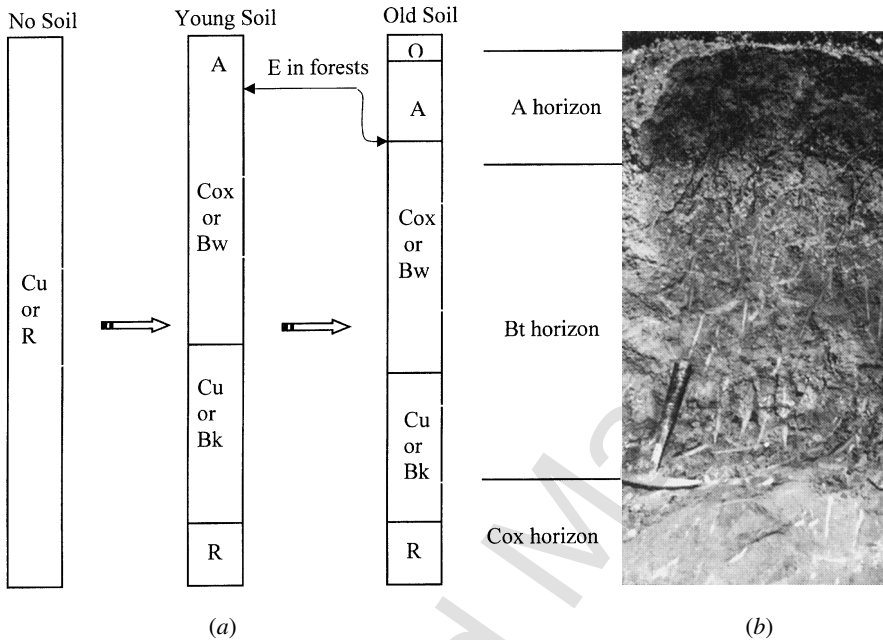 No Soil
Young Soil
Old Soil
Cu
or
R
A
Cox
or
Bw
Cu
or
Bk
R
E in forests
O
A
Cox
or
Bw
Cu
or
Bk
R
A horizon
Bt horizon
Cox horizon
(a)
(b)